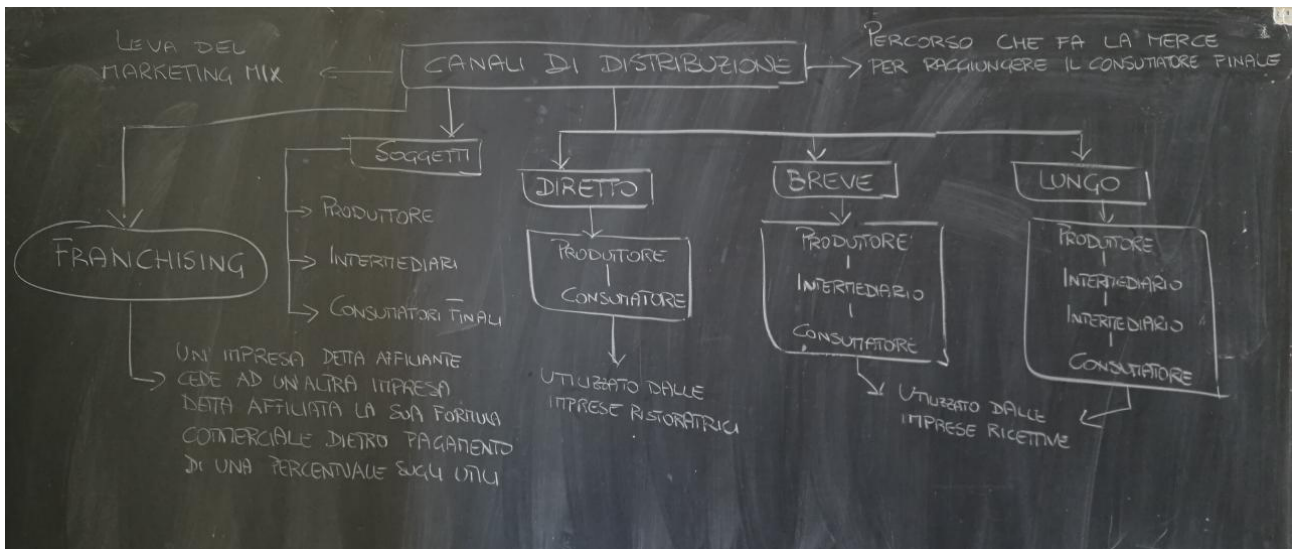 LEVA DEL
MARKETING MIX
CANALI DI DISTRIBUZIONE
PERCORSO CHE FA LA MERCE
PER RAGGIUNGERE IL CONSUMATORE FINALE
SOGGETTI
PRODUTTORE
INTERMEDIARI
CONSUMATORI FINALI
FRANCHISING
UN' IMPRESA DETTA AFFILIANTE
CEDE AD UN'ALTRA IMPRESA
DETTA AFFILIATA LA SUA FORMULA
COMMERCIALE DIETRO PAGAMENTO
DI UNA PERCENTUALE SUGLI UTILI
DIRETTO
PRODUTTORE
CONSUMATORE
UTILIZZATO DALLE
IMPRESE RISTORATRICI
BREVE
PRODUTTORE
INTERMEDIARIO
CONSUMATORE
LUNGO
PRODUTTORE
INTERMEDIARIO
INTERMEDIARIO
CONSUMATORE
UTILIZZATO DALLE
IMPRESE RICETTIVE